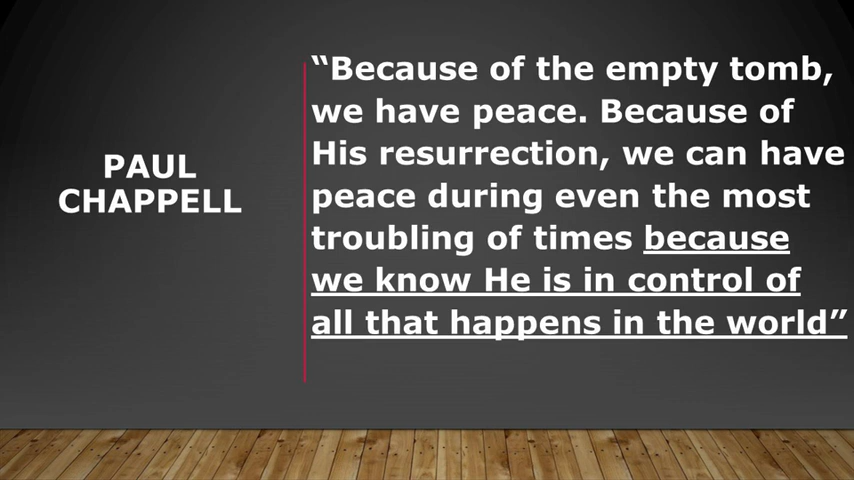 PAUL
CHAPPELL
“Because of the empty tomb,
we have peace. Because of
His resurrection, we can have
peace during even the most
troubling of times because
we know He is in control of
all that happens in the world”